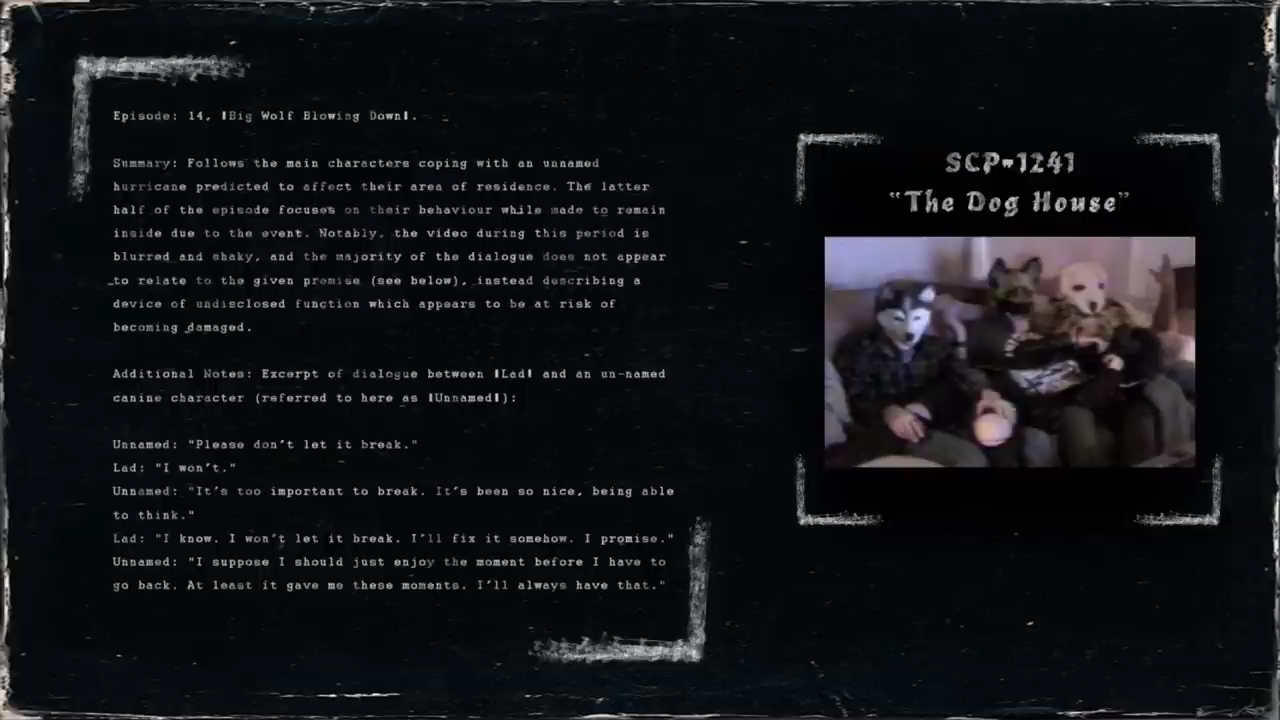 Episode: 14, ▮Big Wolf Blowing Down▮.
Summary: Follows the main characters coping with an unnamed
hurricane predicted to affect their area of residence. The latter
half of the episode focuses on their behaviour while made to remain
inside due to the event. Notably, the video during this period is
blurred and shaky, and the majority of the dialogue does not appear
to relate to the given premise (see below), instead describing a
device of undisclosed function which appears to be at risk of
becoming damaged.
Additional Notes: Excerpt of dialogue between ▮Lad▮ and an un-named
canine character (referred to here as ▮Unnamed▮):
Unnamed: "Please don't let it break."
Lad: "I won't."
Unnamed: "It's too important to break. It's been so nice, being able
to think."
Lad: "I know. I won't let it break. I'll fix it somehow. I promise."
Unnamed: "I suppose I should just enjoy the moment before I have to
go back. At least it gave me these moments. I'll always have that."
SCP-1241
"The Dog House"